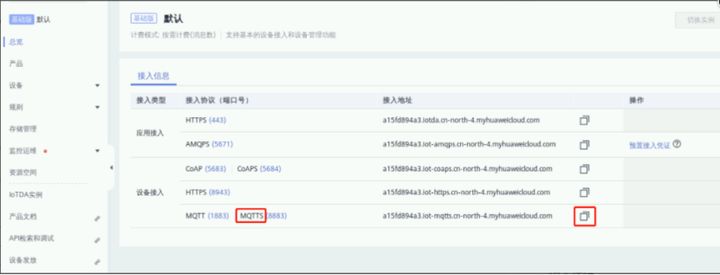 基础版 默认
总览
产品
设备
规则
存储管理
监控运维
资源空间
IoTDA实例
产品文档
API检索和调试
设备发放
基础版 默认
切换实例
计费模式: 按需计费(消息数) 支持基本的设备接入和设备管理功能
接入信息
接入类型 接入协议（端口号） 接入地址 操作
应用接入
HTTPS (443) a15fd894a3.iotda.cn-north-4.myhuaweicloud.com
AMQPS (5671) a15fd894a3.iot-amqps.cn-north-4.myhuaweicloud.com 预置接入凭证
设备接入
CoAP (5683) CoAPS (5684) a15fd894a3.iot-coaps.cn-north-4.myhuaweicloud.com
HTTPS (8943) a15fd894a3.iot-https.cn-north-4.myhuaweicloud.com
MQTT (1883) MQTTS (8883) a15fd894a3.iot-mqtts.cn-north-4.myhuaweicloud.com